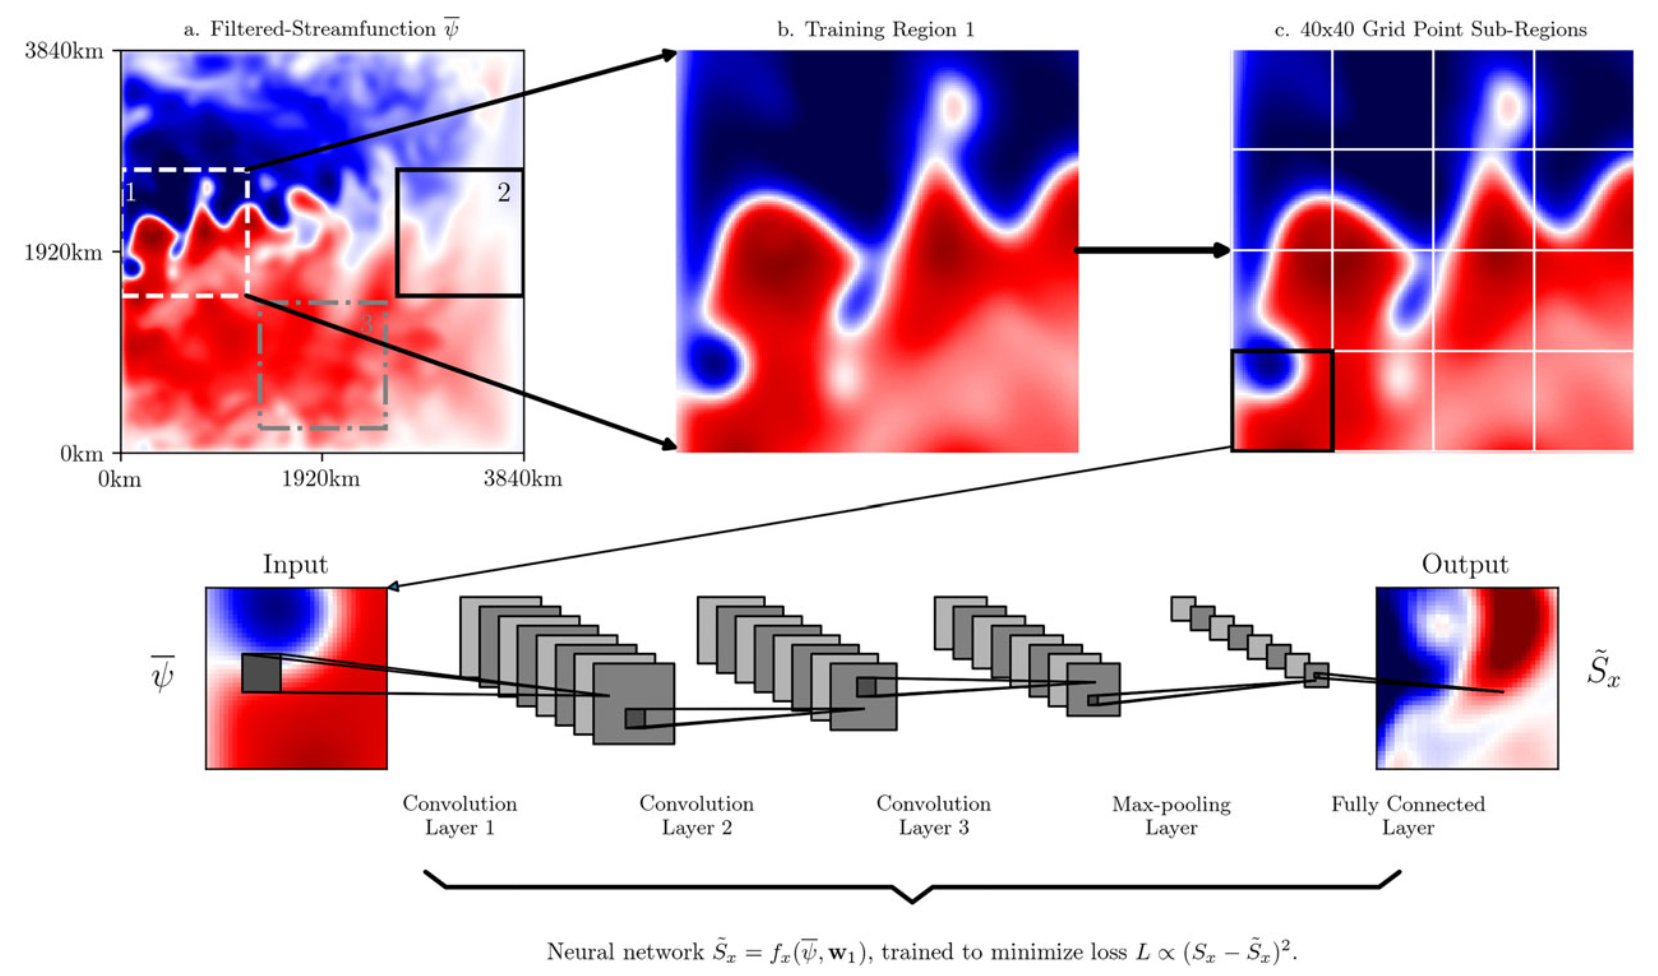 a. Filtered-Streamfunction $\overline{\psi}$
b. Training Region 1
c. 40x40 Grid Point Sub-Regions
3840km
1920km
0km
0km
1920km
3840km
1
2
3
Input
Output
$\overline{\psi}$
$\tilde{S}_x$
Convolution
Layer 1
Convolution
Layer 2
Convolution
Layer 3
Max-pooling
Layer
Fully Connected
Layer
Neural network $\tilde{S}_x = f_x(\overline{\psi}, \mathbf{w}_1)$, trained to minimize loss $L \propto (S_x - \tilde{S}_x)^2$.